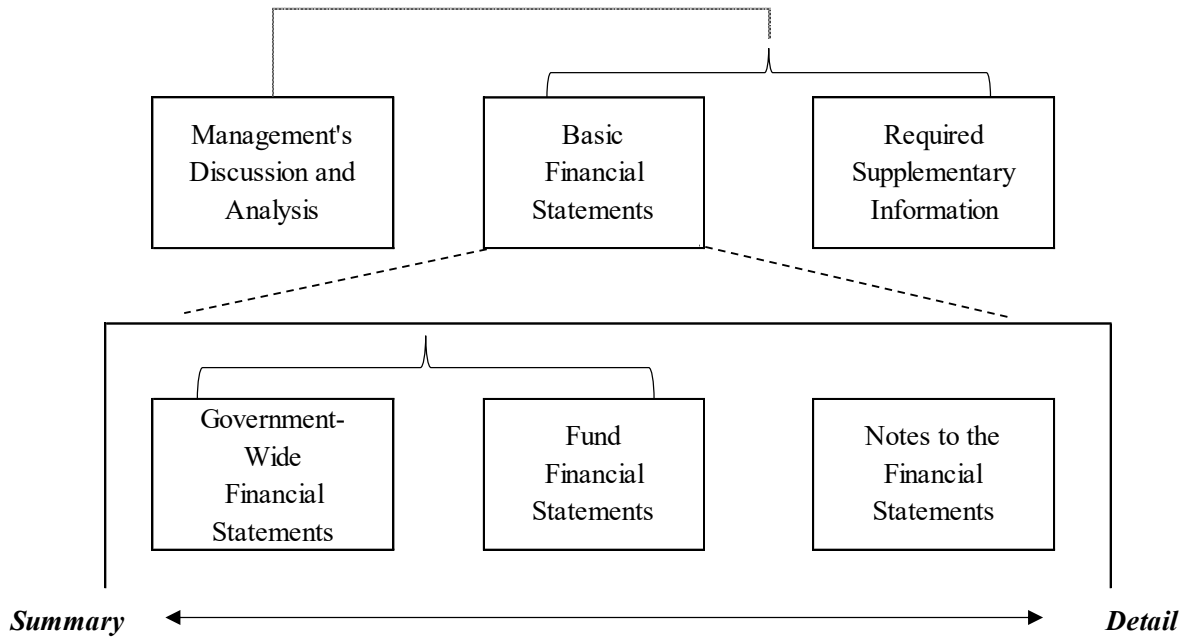 Management's
Discussion and
Analysis
Basic
Financial
Statements
Required
Supplementary
Information
Government-
Wide
Financial
Statements
Fund
Financial
Statements
Notes to the
Financial
Statements
Summary
Detail